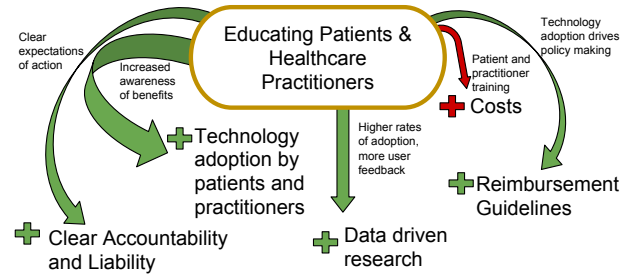 Clear
expectations
of action
Increased
awareness
of benefits
Educating Patients &
Healthcare
Practitioners
Technology
adoption drives
policy making
Patient and
practitioner
training
Costs
Technology
adoption by
patients and
practitioners
Higher rates
of adoption,
more user
feedback
Reimbursement
Guidelines
Clear Accountability
and Liability
Data driven
research